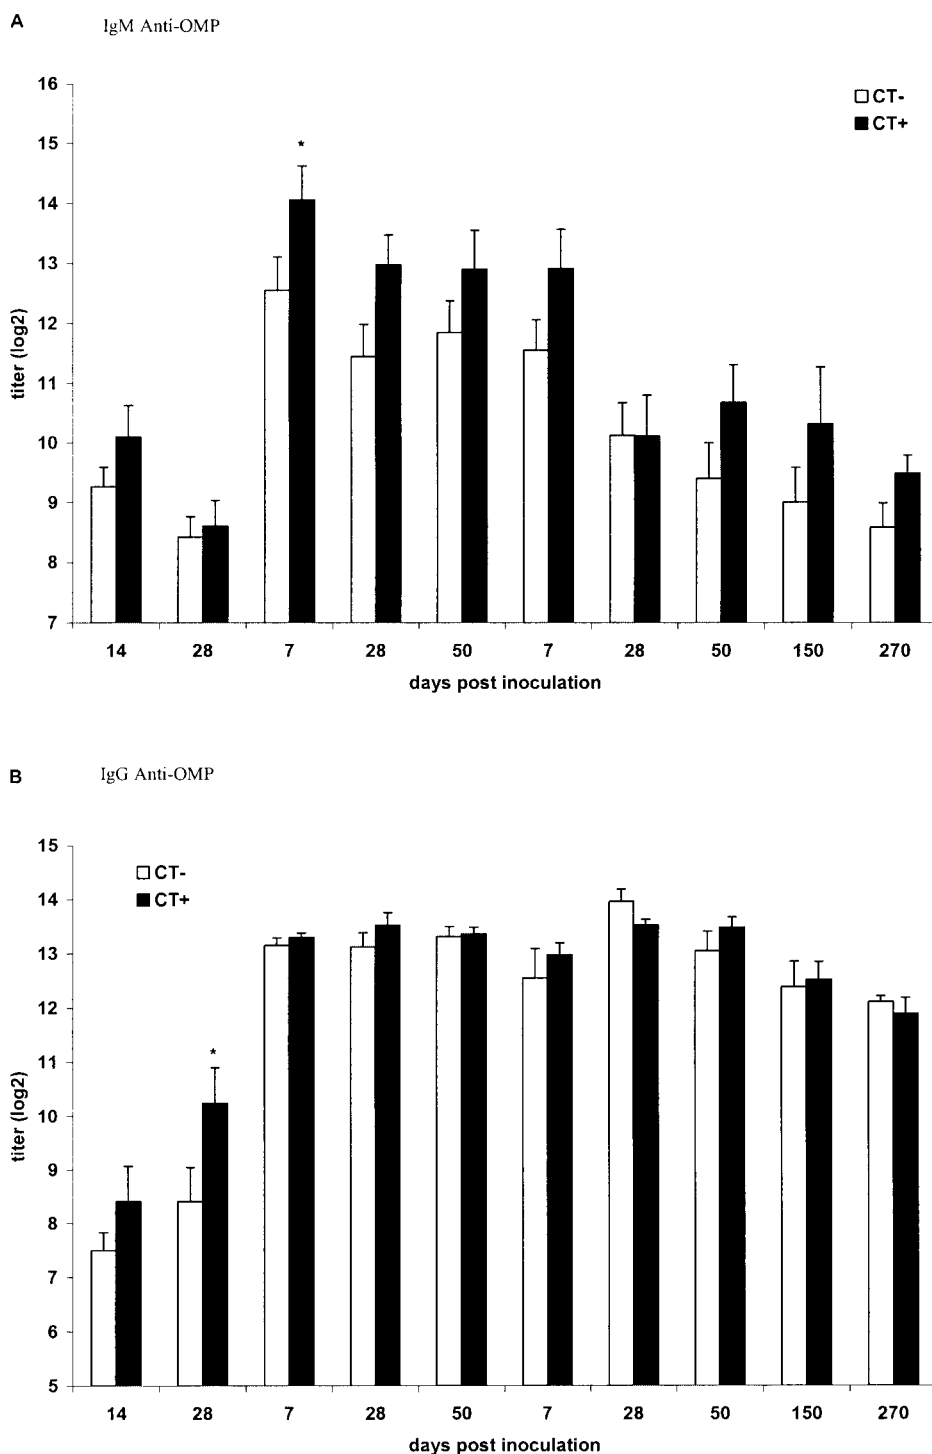 A
IgM Anti-OMP
16
15
14
13
12
11
10
9
8
7
titer (log2)
*
CT-
CT+
14 28 7 28 50 7 28 50 150 270
days post inoculation
B
IgG Anti-OMP
15
14
13
12
11
10
9
8
7
6
5
titer (log2)
CT-
CT+
*
14 28 7 28 50 7 28 50 150 270
days post inoculation